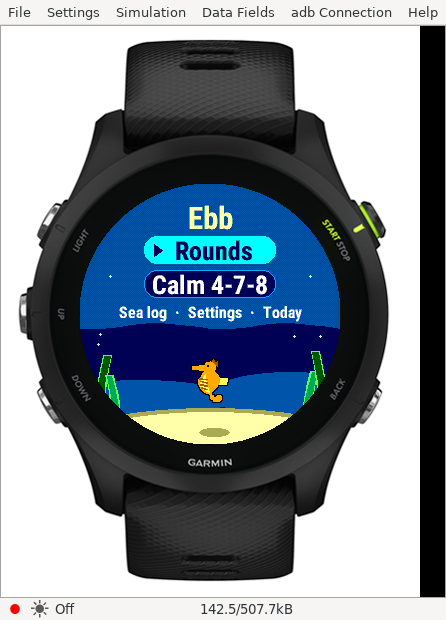 File Settings Simulation Data Fields adb Connection Help
START STOP
LIGHT
Ebb
Rounds
Calm 4-7-8
UP
Sea log · Settings · Today
DOWN
BACK
GARMIN
Off 142.5/507.7kB